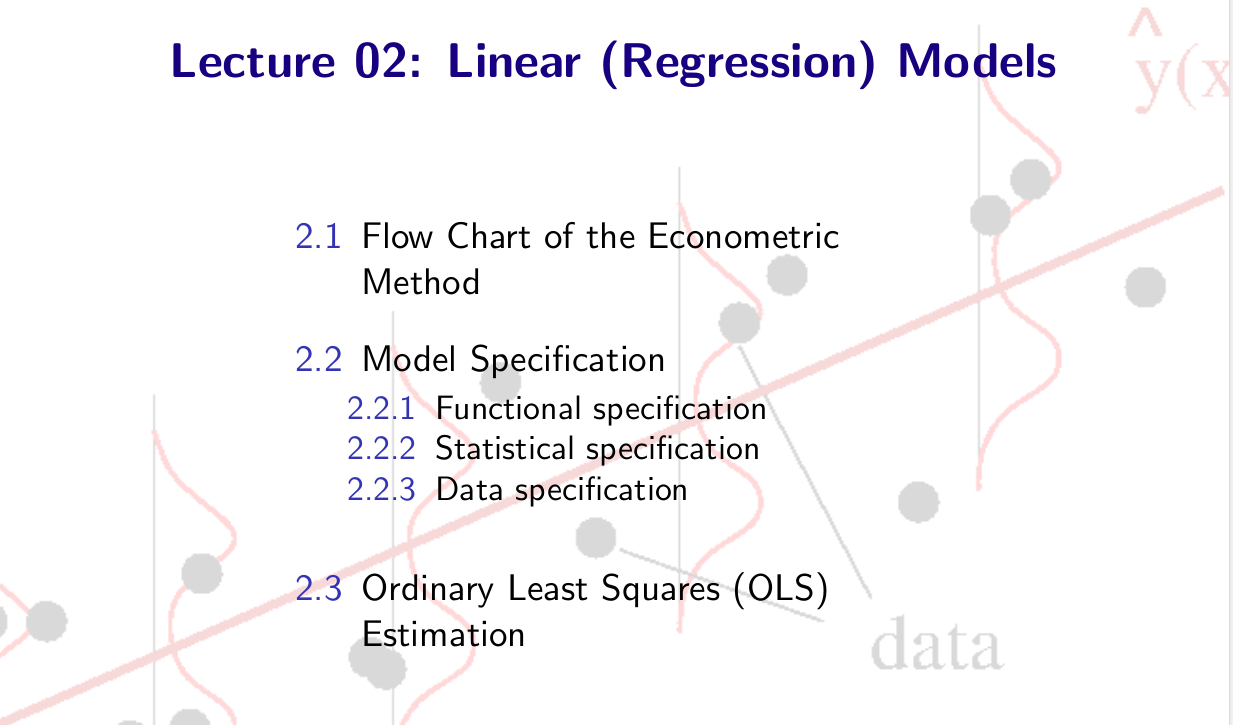 Lecture 02: Linear (Regression) Models
ŷ(x
2.1 Flow Chart of the Econometric
Method
2.2 Model Specification
2.2.1 Functional specification
2.2.2 Statistical specification
2.2.3 Data specification
2.3 Ordinary Least Squares (OLS)
Estimation
data